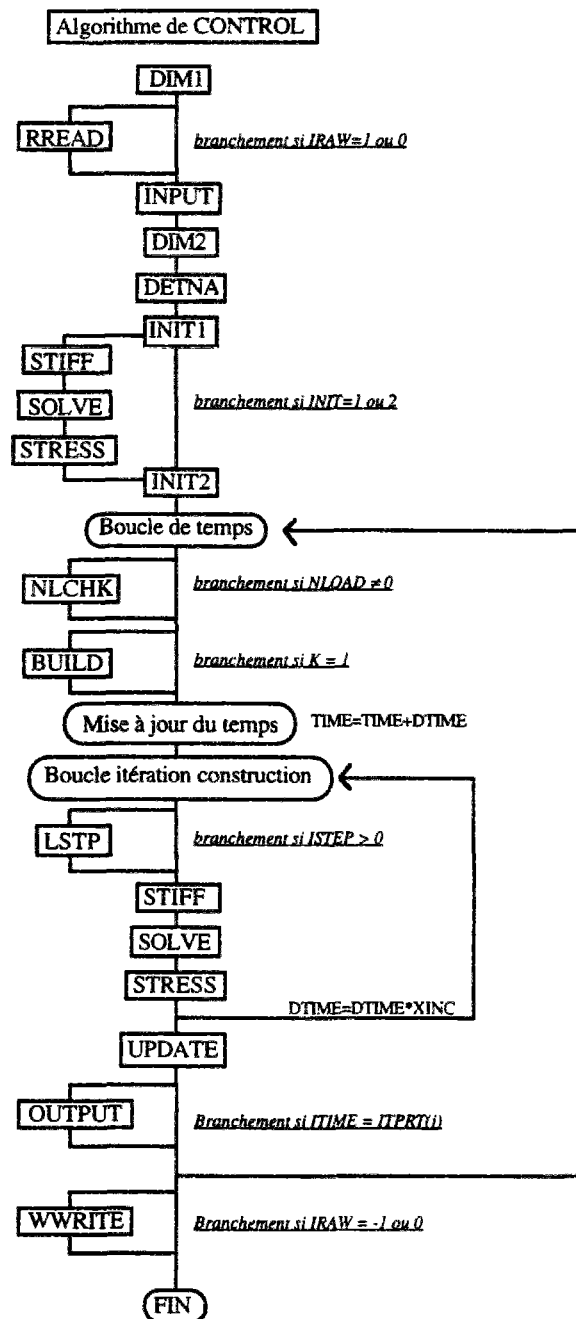 Algorithme de CONTROL
DIM1
RREAD
branchement si IRAW=1 ou 0
INPUT
DIM2
DETNA
INIT1
STIFF
SOLVE
branchement si INIT=1 ou 2
STRESS
INIT2
Boucle de temps
NLCHK
branchement si NLOAD ≠ 0
BUILD
branchement si K = 1
Mise à jour du temps
TIME=TIME+DTIME
Boucle itération construction
LSTP
branchement si ISTEP > 0
STIFF
SOLVE
STRESS
DTIME=DTIME*XINC
UPDATE
OUTPUT
Branchement si ITIME = ITPRT(i)
WWRITE
Branchement si IRAW = -1 ou 0
FIN